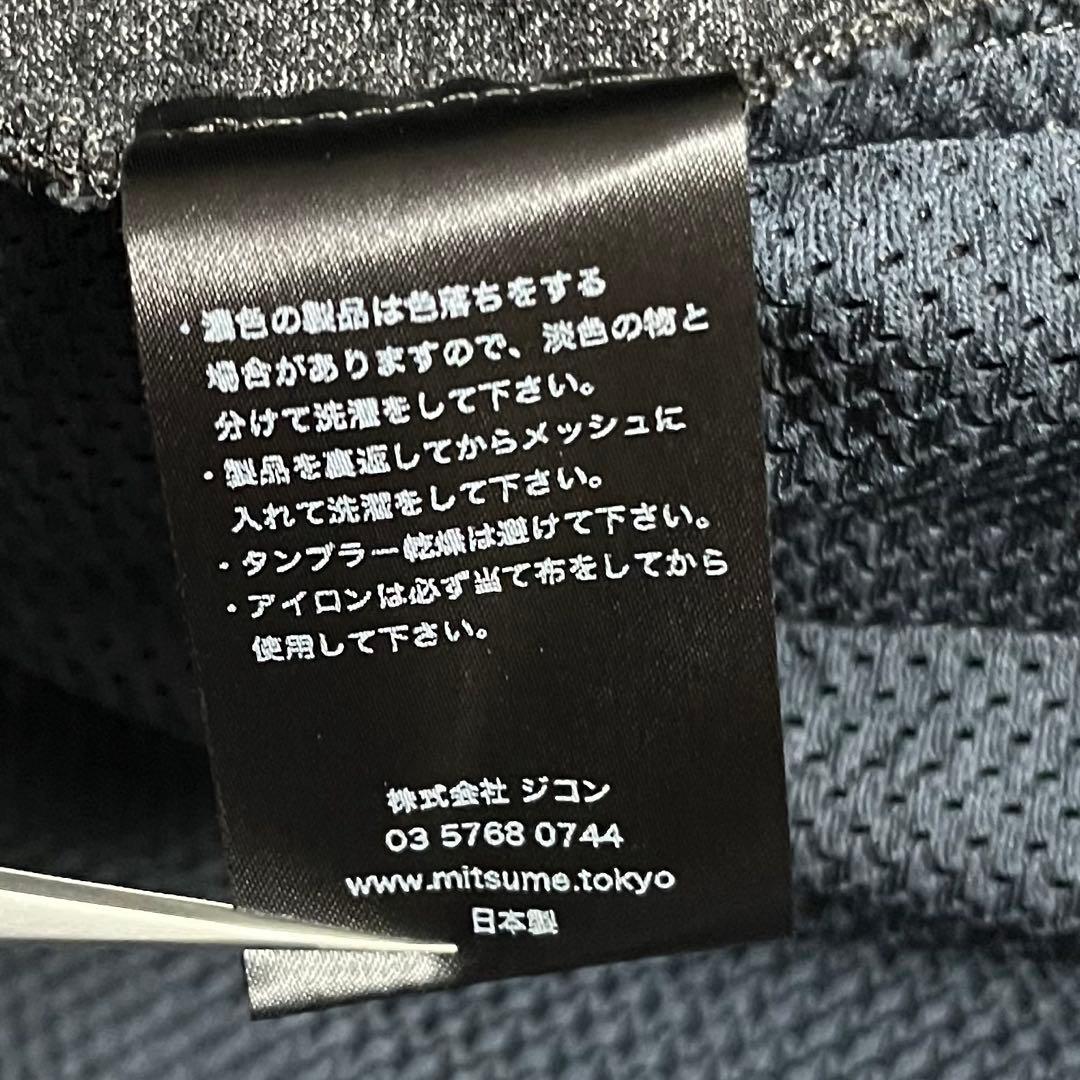 ・濃色の製品は色落ちをする
場合がありますので、淡色の物と
分けて洗濯をして下さい。
・製品を裏返してからメッシュに
入れて洗濯をして下さい。
・タンブラー乾燥は避けて下さい。
・アイロンは必ず当て布をしてから
使用して下さい。
株式会社 ジコン
03 5768 0744
www.mitsume.tokyo
日本製